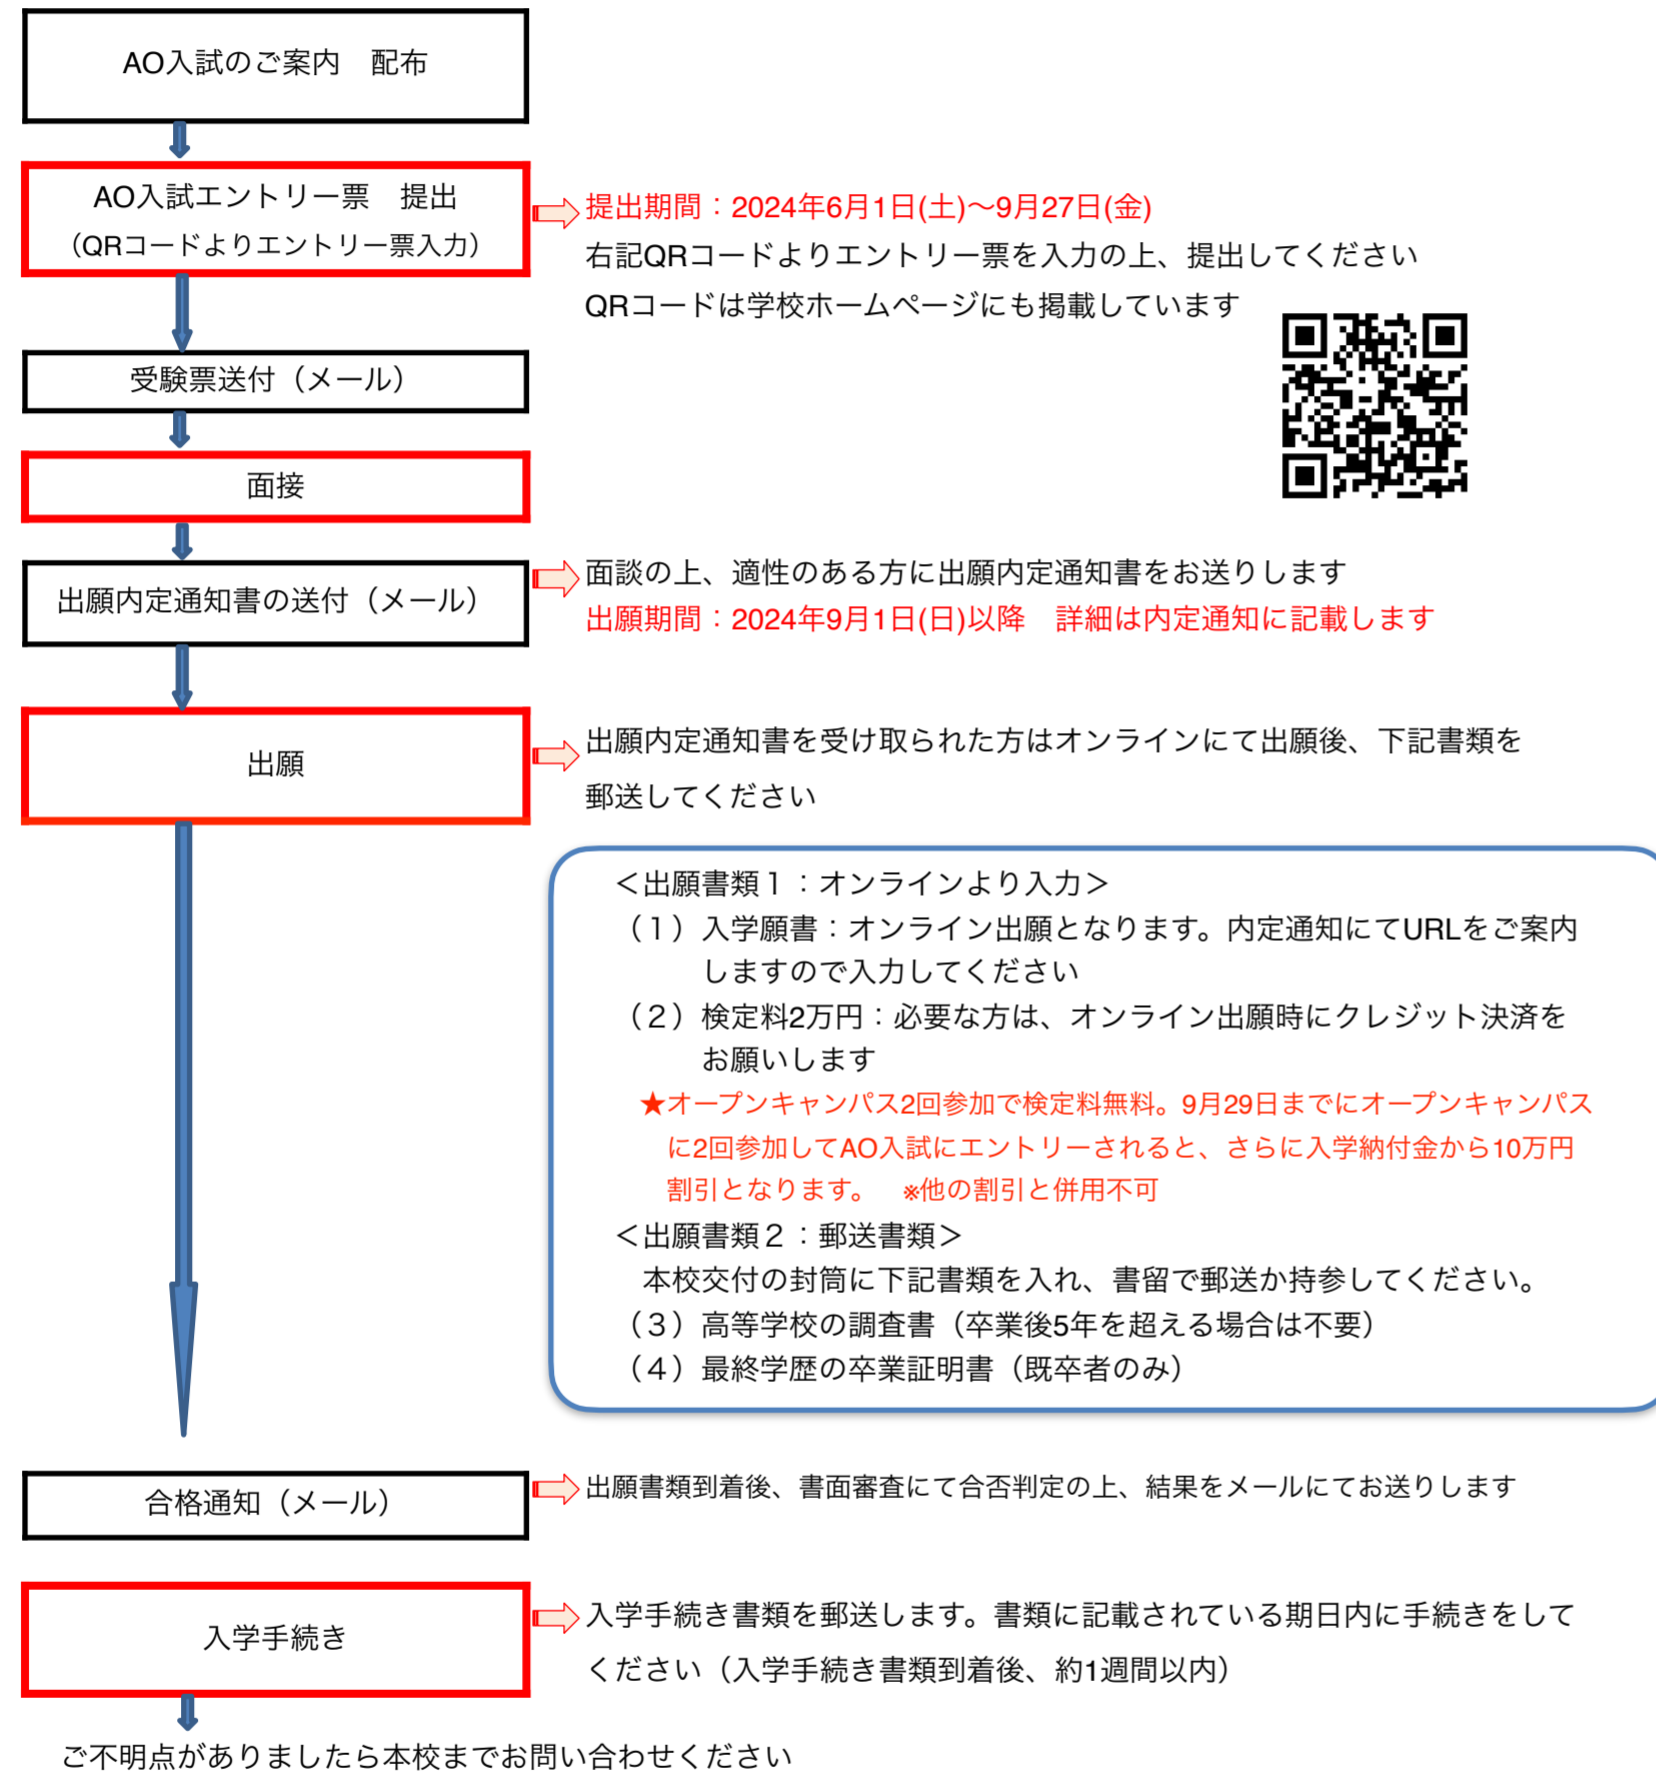 AO入試のご案内　配布
AO入試エントリー票　提出
（QRコードよりエントリー票入力）
提出期間：2024年6月1日(土)～9月27日(金)
右記QRコードよりエントリー票を入力の上、提出してください
QRコードは学校ホームページにも掲載しています
受験票送付（メール）
面接
出願内定通知書の送付（メール）
面談の上、適性のある方に出願内定通知書をお送りします
出願期間：2024年9月1日(日)以降　詳細は内定通知に記載します
出願
出願内定通知書を受け取られた方はオンラインにて出願後、下記書類を
郵送してください
＜出願書類１：オンラインより入力＞
（１）入学願書：オンライン出願となります。内定通知にてURLをご案内
しますので入力してください
（２）検定料2万円：必要な方は、オンライン出願時にクレジット決済を
お願いします
★オープンキャンパス2回参加で検定料無料。9月29日までにオープンキャンパス
に2回参加してAO入試にエントリーされると、さらに入学納付金から10万円
割引となります。　※他の割引と併用不可
＜出願書類２：郵送書類＞
本校交付の封筒に下記書類を入れ、書留で郵送か持参してください。
（３）高等学校の調査書（卒業後5年を超える場合は不要）
（４）最終学歴の卒業証明書（既卒者のみ）
合格通知（メール）
出願書類到着後、書面審査にて合否判定の上、結果をメールにてお送りします
入学手続き
入学手続き書類を郵送します。書類に記載されている期日内に手続きをして
ください（入学手続き書類到着後、約1週間以内）
ご不明点がありましたら本校までお問い合わせください